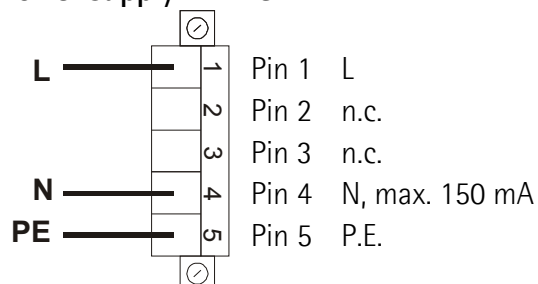 L 1 Pin 1 L
2 Pin 2 n.c.
3 Pin 3 n.c.
N 4 Pin 4 N, max. 150 mA
PE 5 Pin 5 P.E.